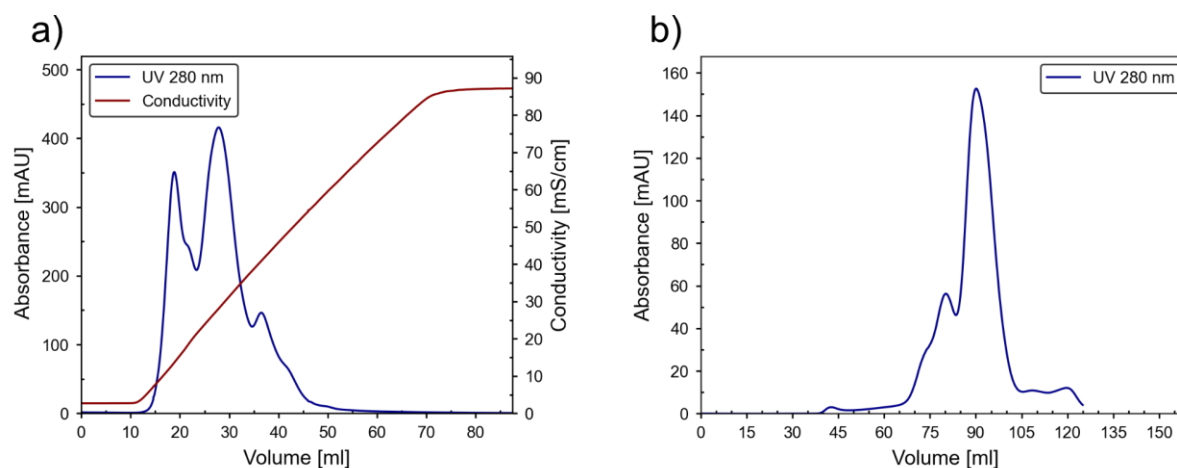 a)
500
400
300
200
100
0
Absorbance [mAU]
UV 280 nm
Conductivity
90
80
70
60
50
40
30
20
10
0
Conductivity [mS/cm]
0 10 20 30 40 50 60 70 80
Volume [ml]
b)
160
140
120
100
80
60
40
20
0
Absorbance [mAU]
UV 280 nm
0 15 30 45 60 75 90 105 120 135 150
Volume [ml]